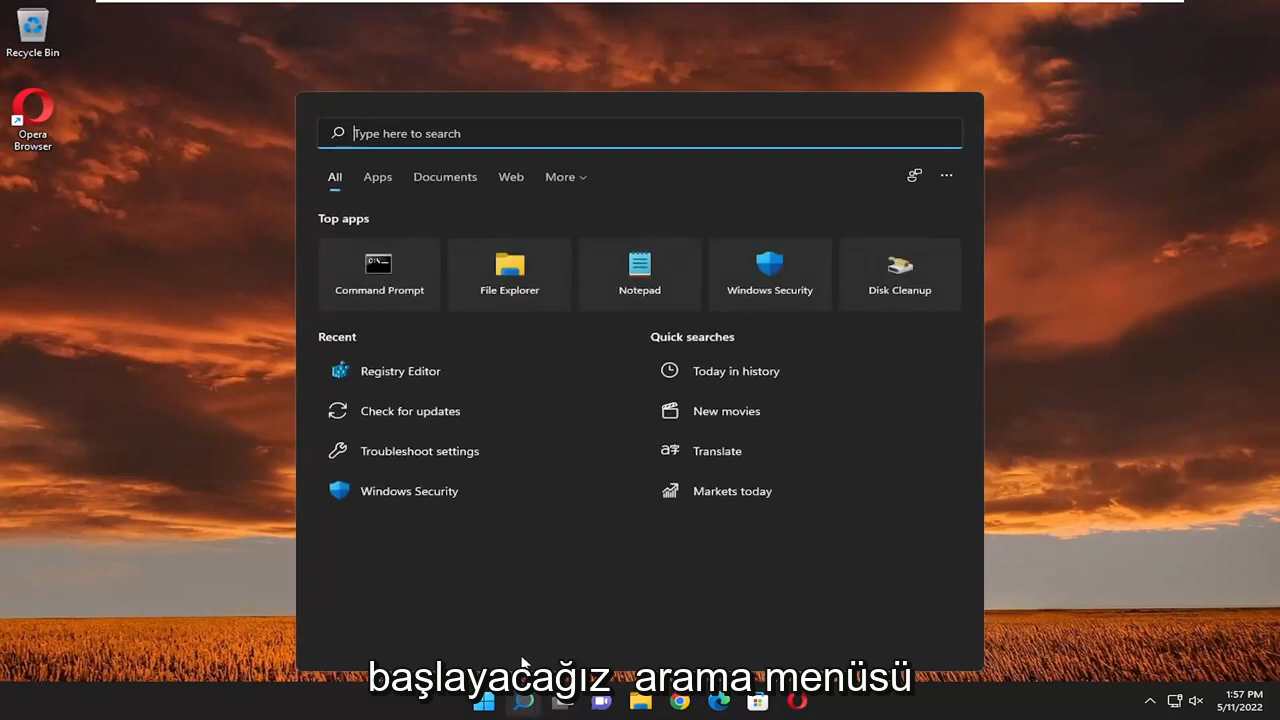 Recycle Bin
Opera
Browser
Type here to search
All Apps Documents Web More
Top apps
Command Prompt File Explorer Notepad Windows Security Disk Cleanup
Recent Quick searches
Registry Editor Today in history
Check for updates New movies
Troubleshoot settings Translate
Windows Security Markets today
başlayacağız arama menüsü
1:57 PM
5/11/2022